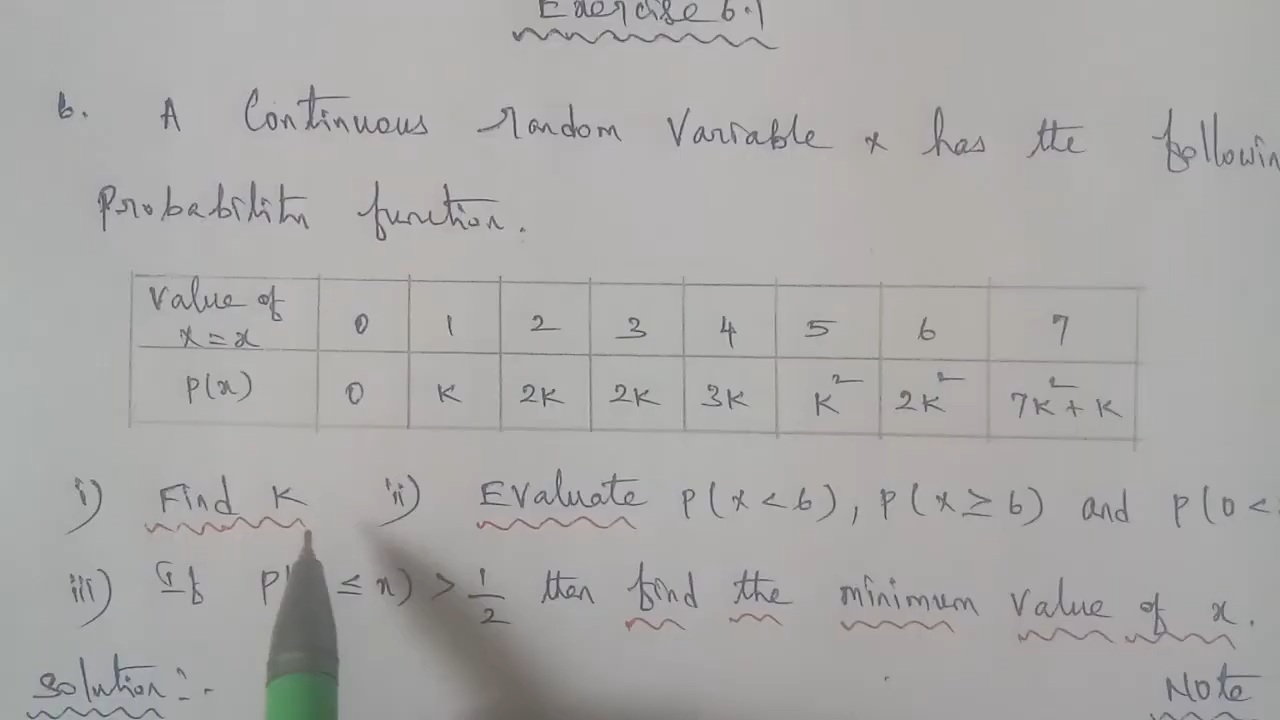 Exercise 6.1
6. A Continuous random Variable x has the
Probability function.
Value of X = x 0 1 2 3 4 5 6 7
P(x) 0 K 2K 2K 3K K² 2K² 7K² + K
i) Find K ii) Evaluate P(x < 6), P(x ≥ 6) and P(0 <
iii) If P( ≤ x) > 1/2 then find the minimum value of x.
Solution:-
Note